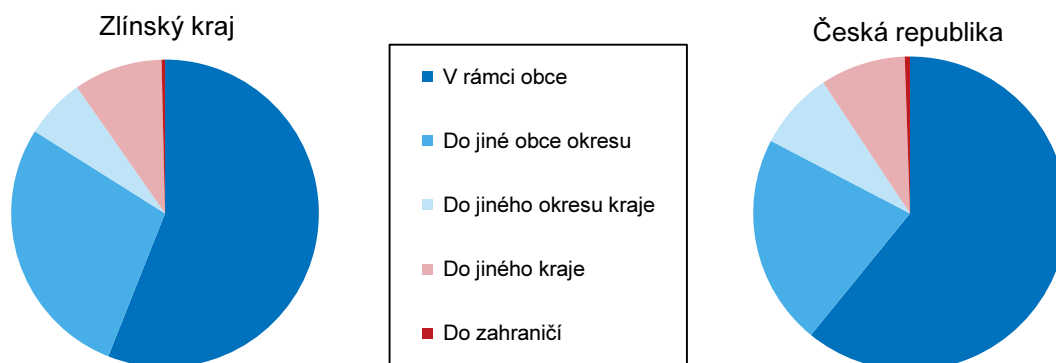 Zlínský kraj
Česká republika
V rámci obce
Do jiné obce okresu
Do jiného okresu kraje
Do jiného kraje
Do zahraničí